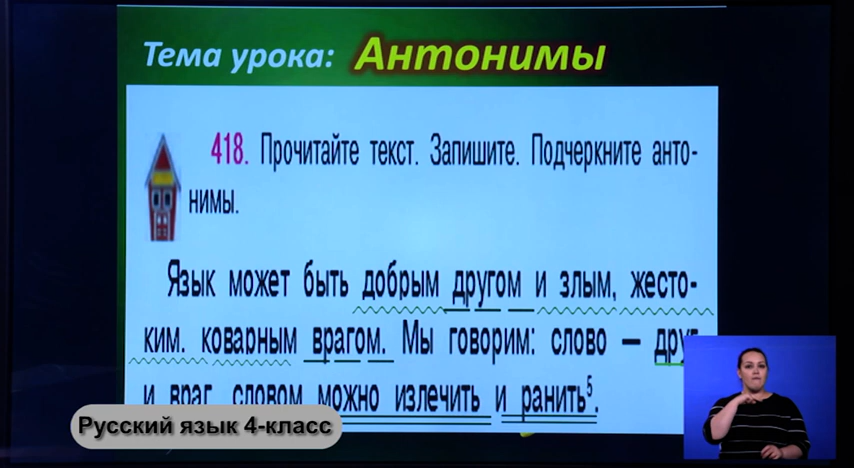 Тема урока: Антонимы
418. Прочитайте текст. Запишите. Подчеркните анто-
нимы.
Язык может быть добрым другом и злым, жесто-
ким. коварным врагом. Мы говорим: слово — друг
и враг словом можно излечить и ранить⁵.
Русский язык 4-класс